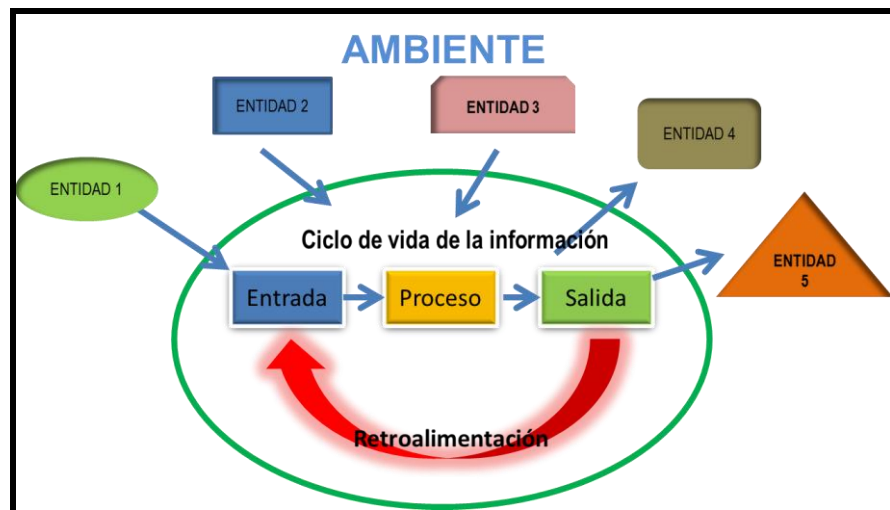 AMBIENTE
ENTIDAD 2
ENTIDAD 3
ENTIDAD 4
ENTIDAD 1
Ciclo de vida de la información
ENTIDAD
5
Entrada
Proceso
Salida
Retroalimentación